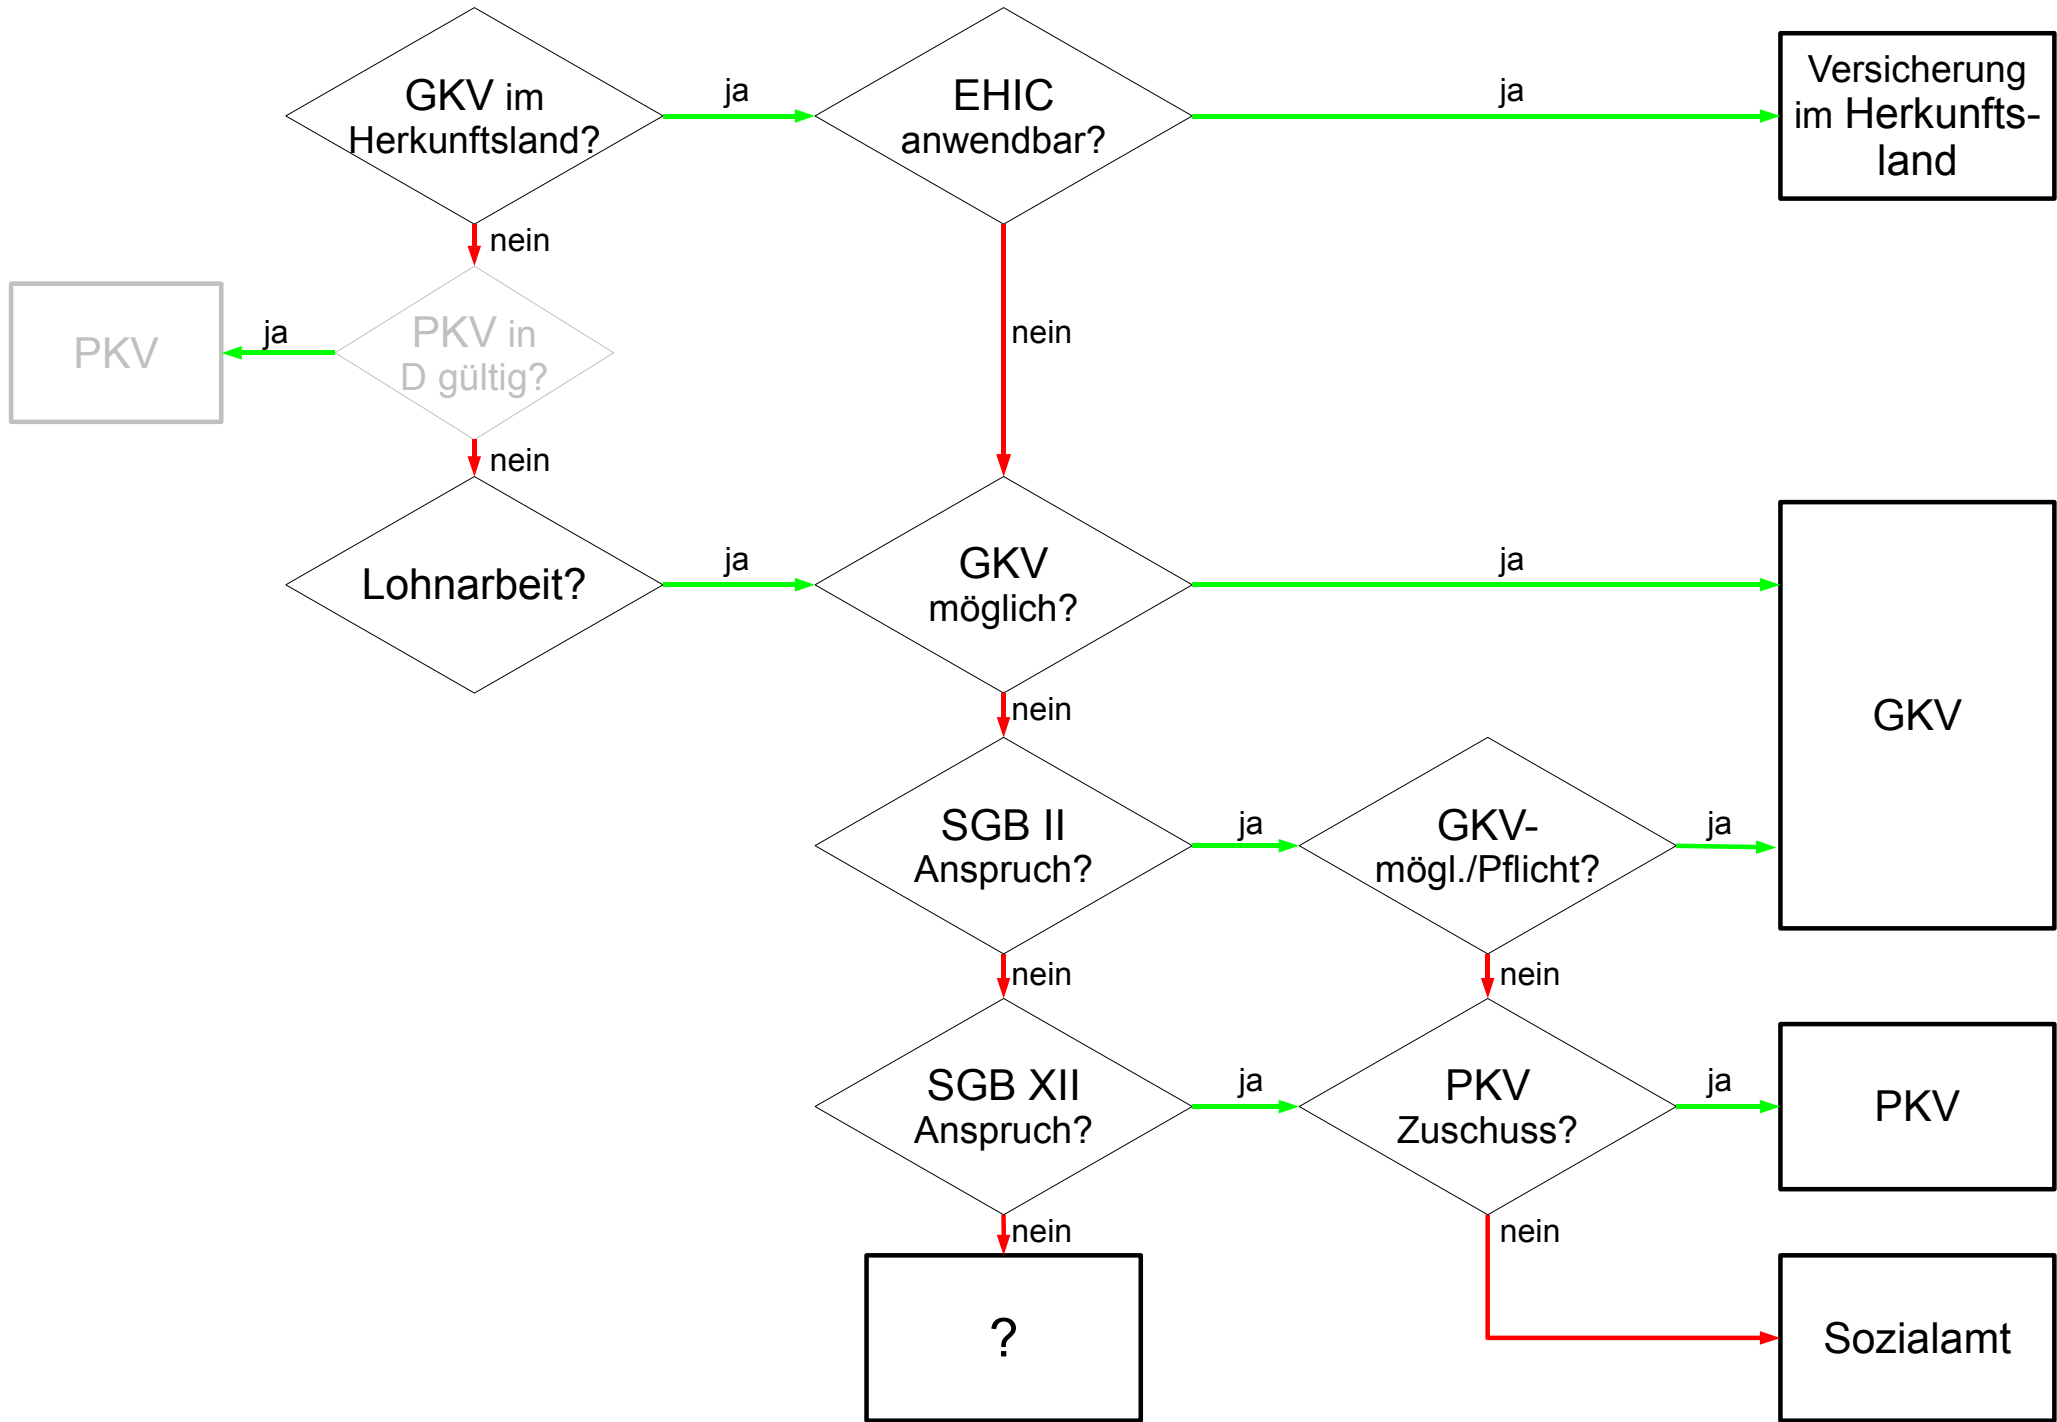 GKV im
Herkunftsland?
ja
EHIC
anwendbar?
ja
Versicherung
im Herkunfts-
land
nein
PKV
ja
PKV in
D gültig?
nein
nein
Lohnarbeit?
ja
GKV
möglich?
ja
GKV
nein
SGB II
Anspruch?
ja
GKV-
mögl./Pflicht?
ja
nein
nein
SGB XII
Anspruch?
ja
PKV
Zuschuss?
ja
PKV
nein
nein
?
Sozialamt